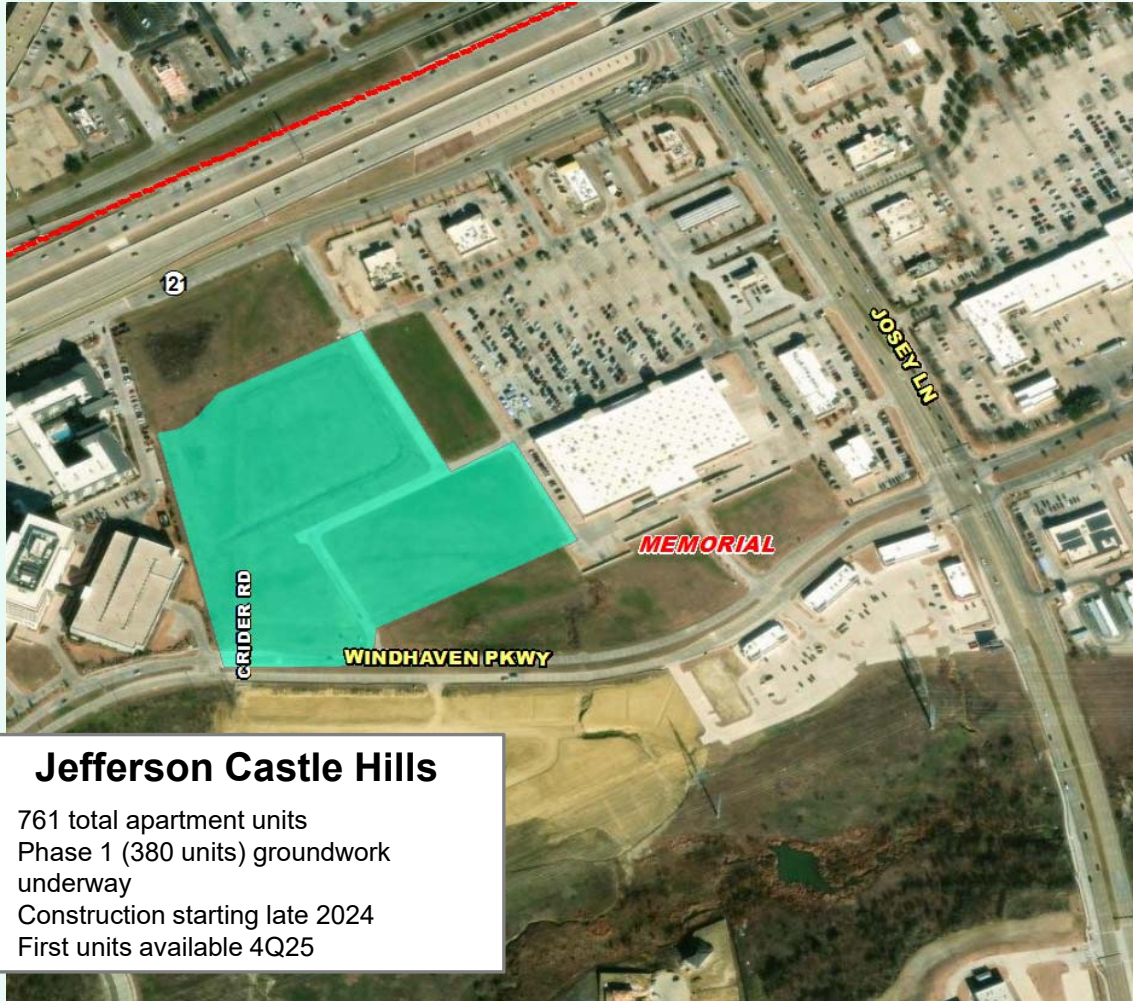 121
JOSEY LN
MEMORIAL
CRIDER RD
WINDHAVEN PKWY
Jefferson Castle Hills
761 total apartment units
Phase 1 (380 units) groundwork
underway
Construction starting late 2024
First units available 4Q25